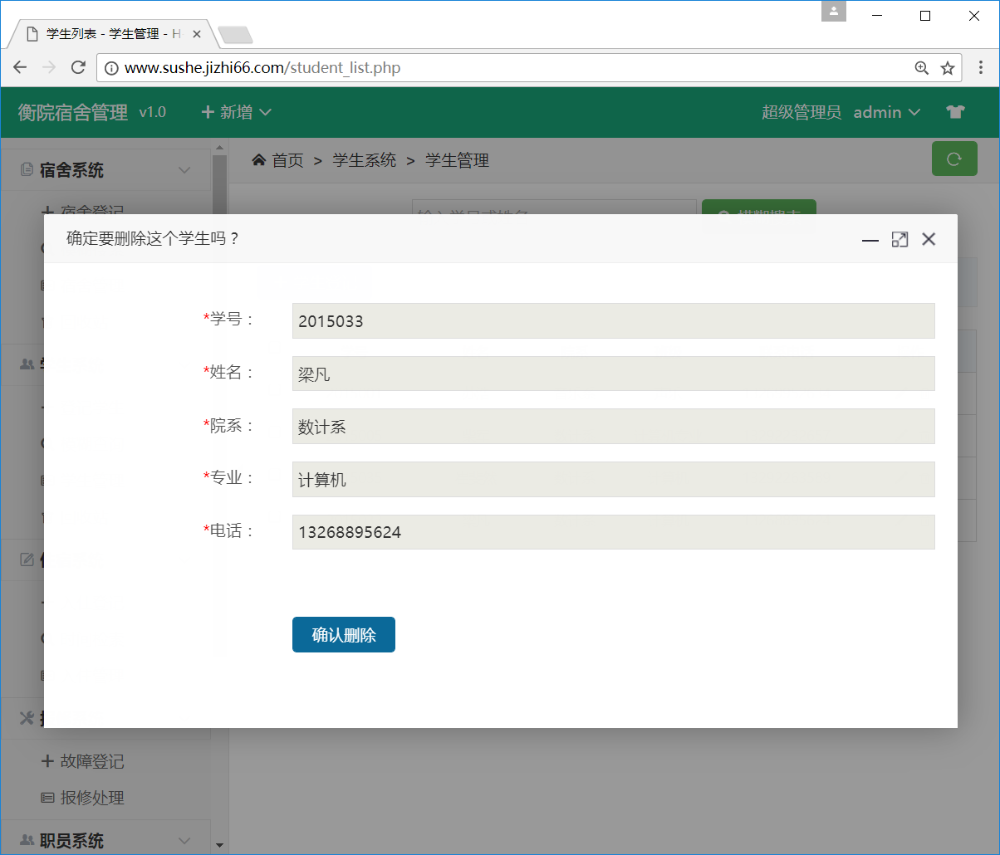 学生列表 - 学生管理 - H
www.sushe.jizhi66.com/student_list.php
衡院宿舍管理 v1.0 新增 超级管理员 admin
首页 > 学生系统 > 学生管理
宿舍系统
宿舍登记
输入学号或姓名
模糊搜索
确定要删除这个学生吗？
*学号： 2015033
*姓名： 梁凡
*院系： 数计系
*专业： 计算机
*电话： 13268895624
确认删除
故障登记
报修处理
职员系统